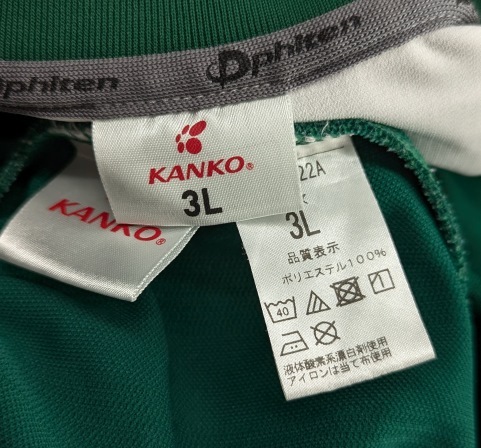 phiten
phiten
KANKO®
3L
KANKO
22A
3L
品質表示
ポリエステル100%
40
液体酸素系漂白剤使用
アイロンは当て布使用